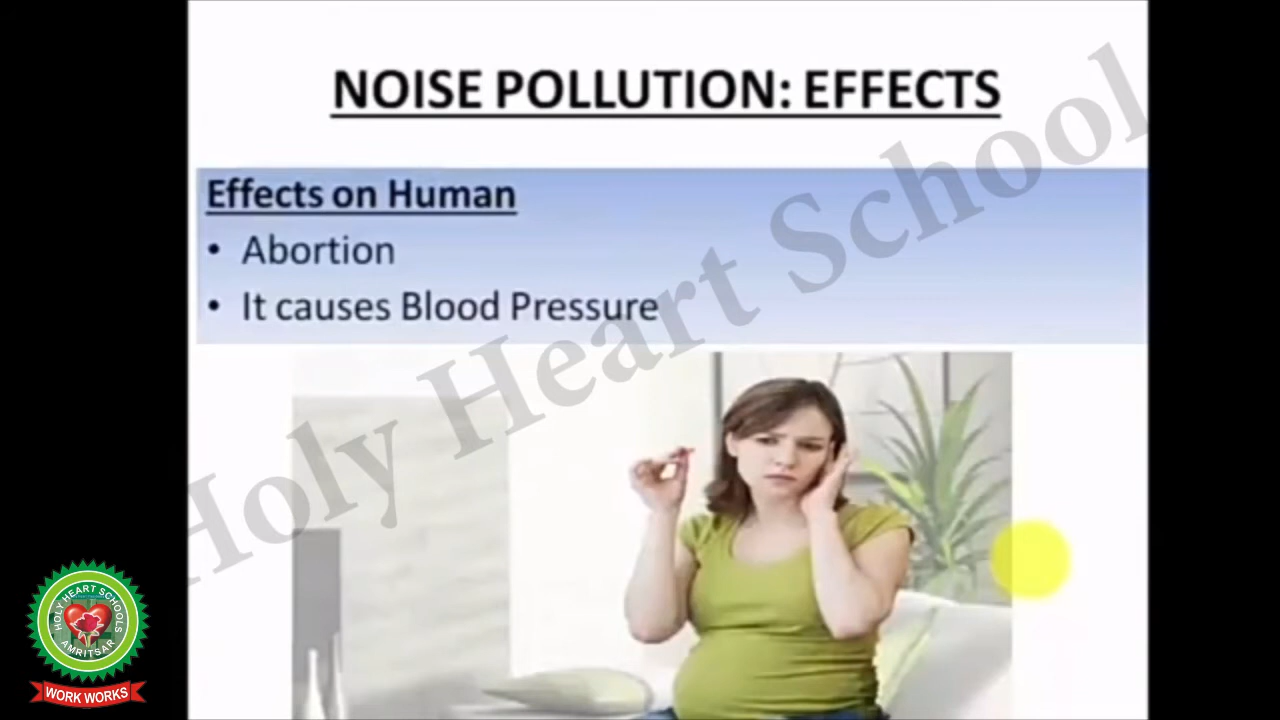 NOISE POLLUTION: EFFECTS
Effects on Human
• Abortion
• It causes Blood Pressure
Holy Heart School
HOLY HEART SCHOOLS
AMRITSAR
WORK WORKS